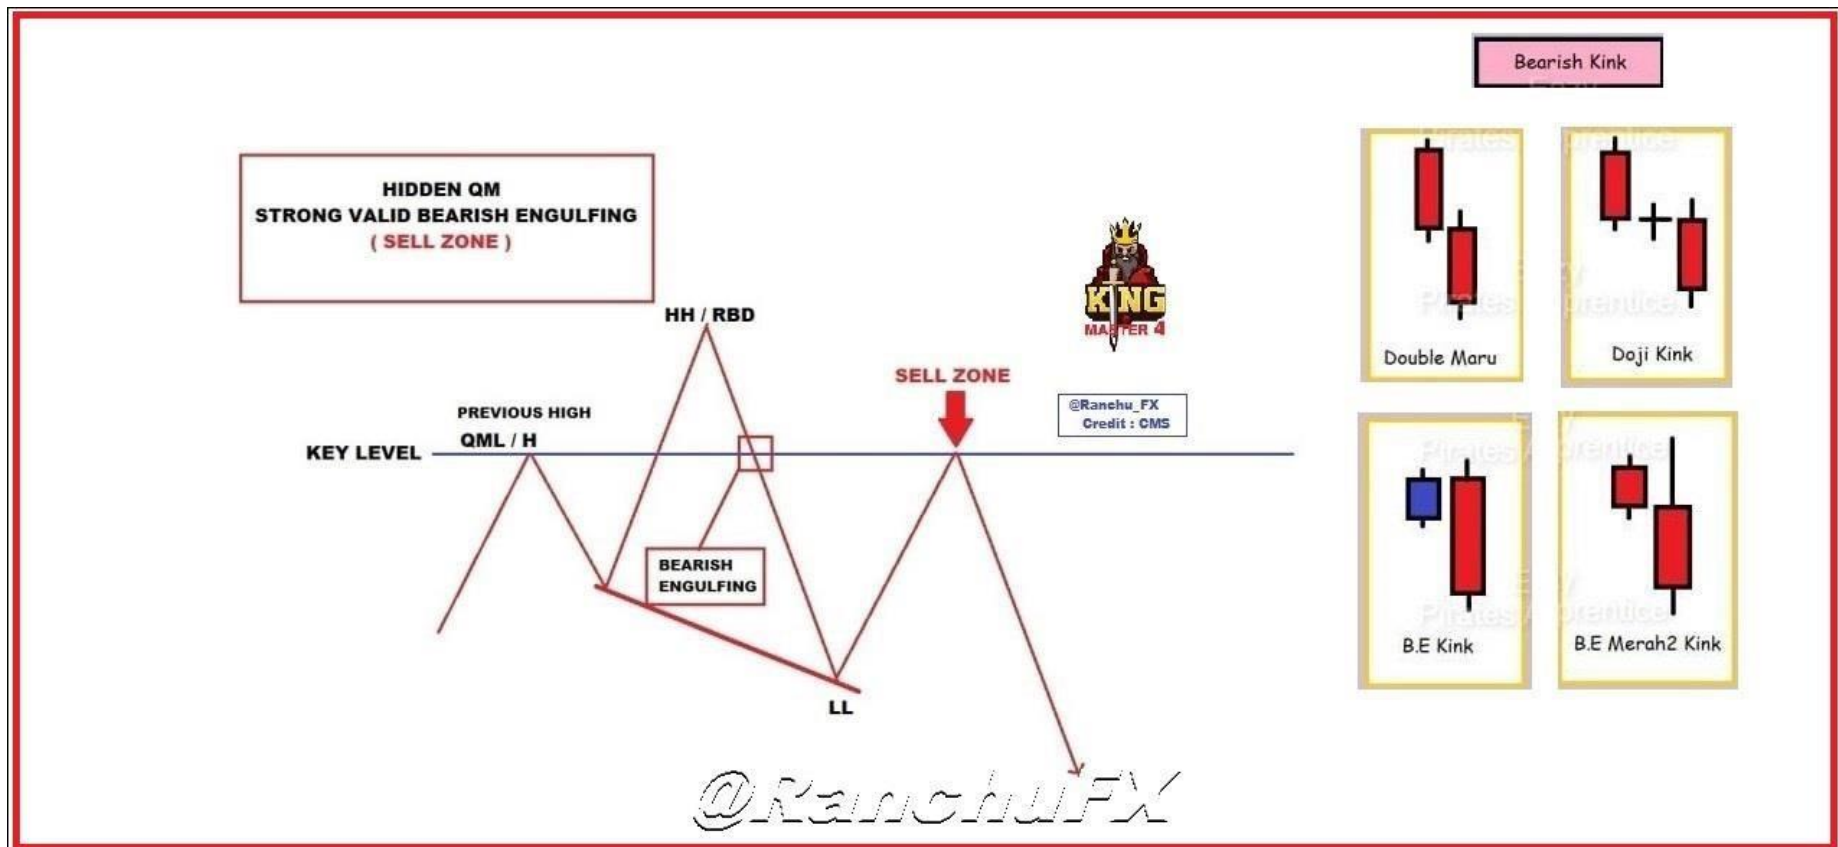 Bearish Kink
HIDDEN QM
STRONG VALID BEARISH ENGULFING
( SELL ZONE )
HH / RBD
KING
MASTER 4
SELL ZONE
@Ranchu_FX
Credit : CMS
PREVIOUS HIGH
QML / H
KEY LEVEL
BEARISH
ENGULFING
LL
Double Maru
Doji Kink
B.E Kink
B.E Merah2 Kink
@RanchuFX